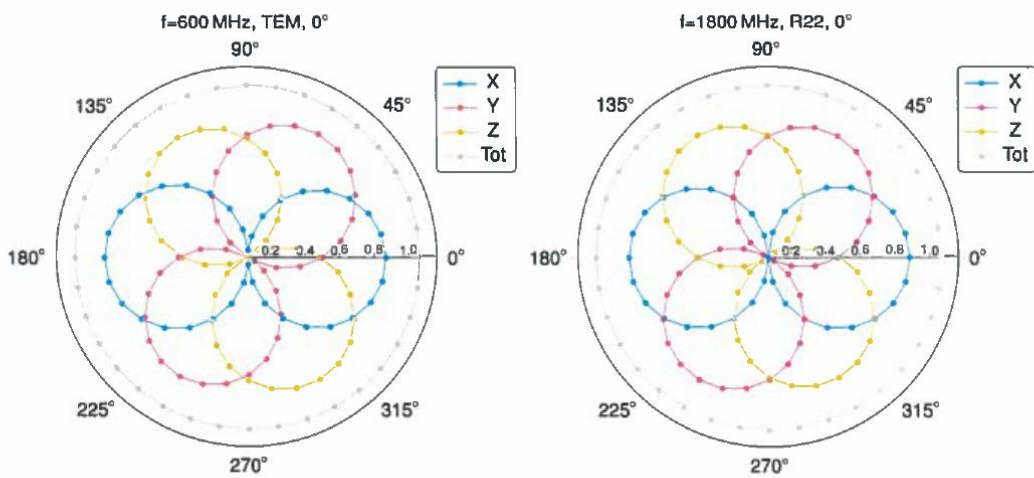 f=600 MHz, TEM, 0°
90°
135°
45°
X
Y
Z
Tot
180°
0.2 0.4 0.6 0.8 1.0
0°
225°
315°
270°
f=1800 MHz, R22, 0°
90°
135°
45°
X
Y
Z
Tot
180°
0.2 0.4 0.6 0.8 1.0
0°
225°
315°
270°